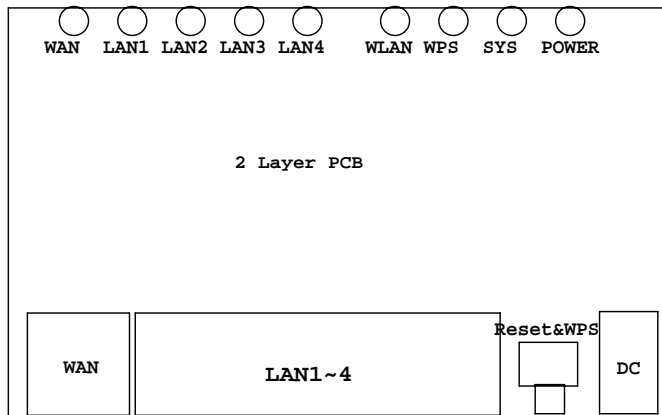 WAN LAN1 LAN2 LAN3 LAN4 WLAN WPS SYS POWER
2 Layer PCB
Reset&WPS
WAN LAN1~4 DC